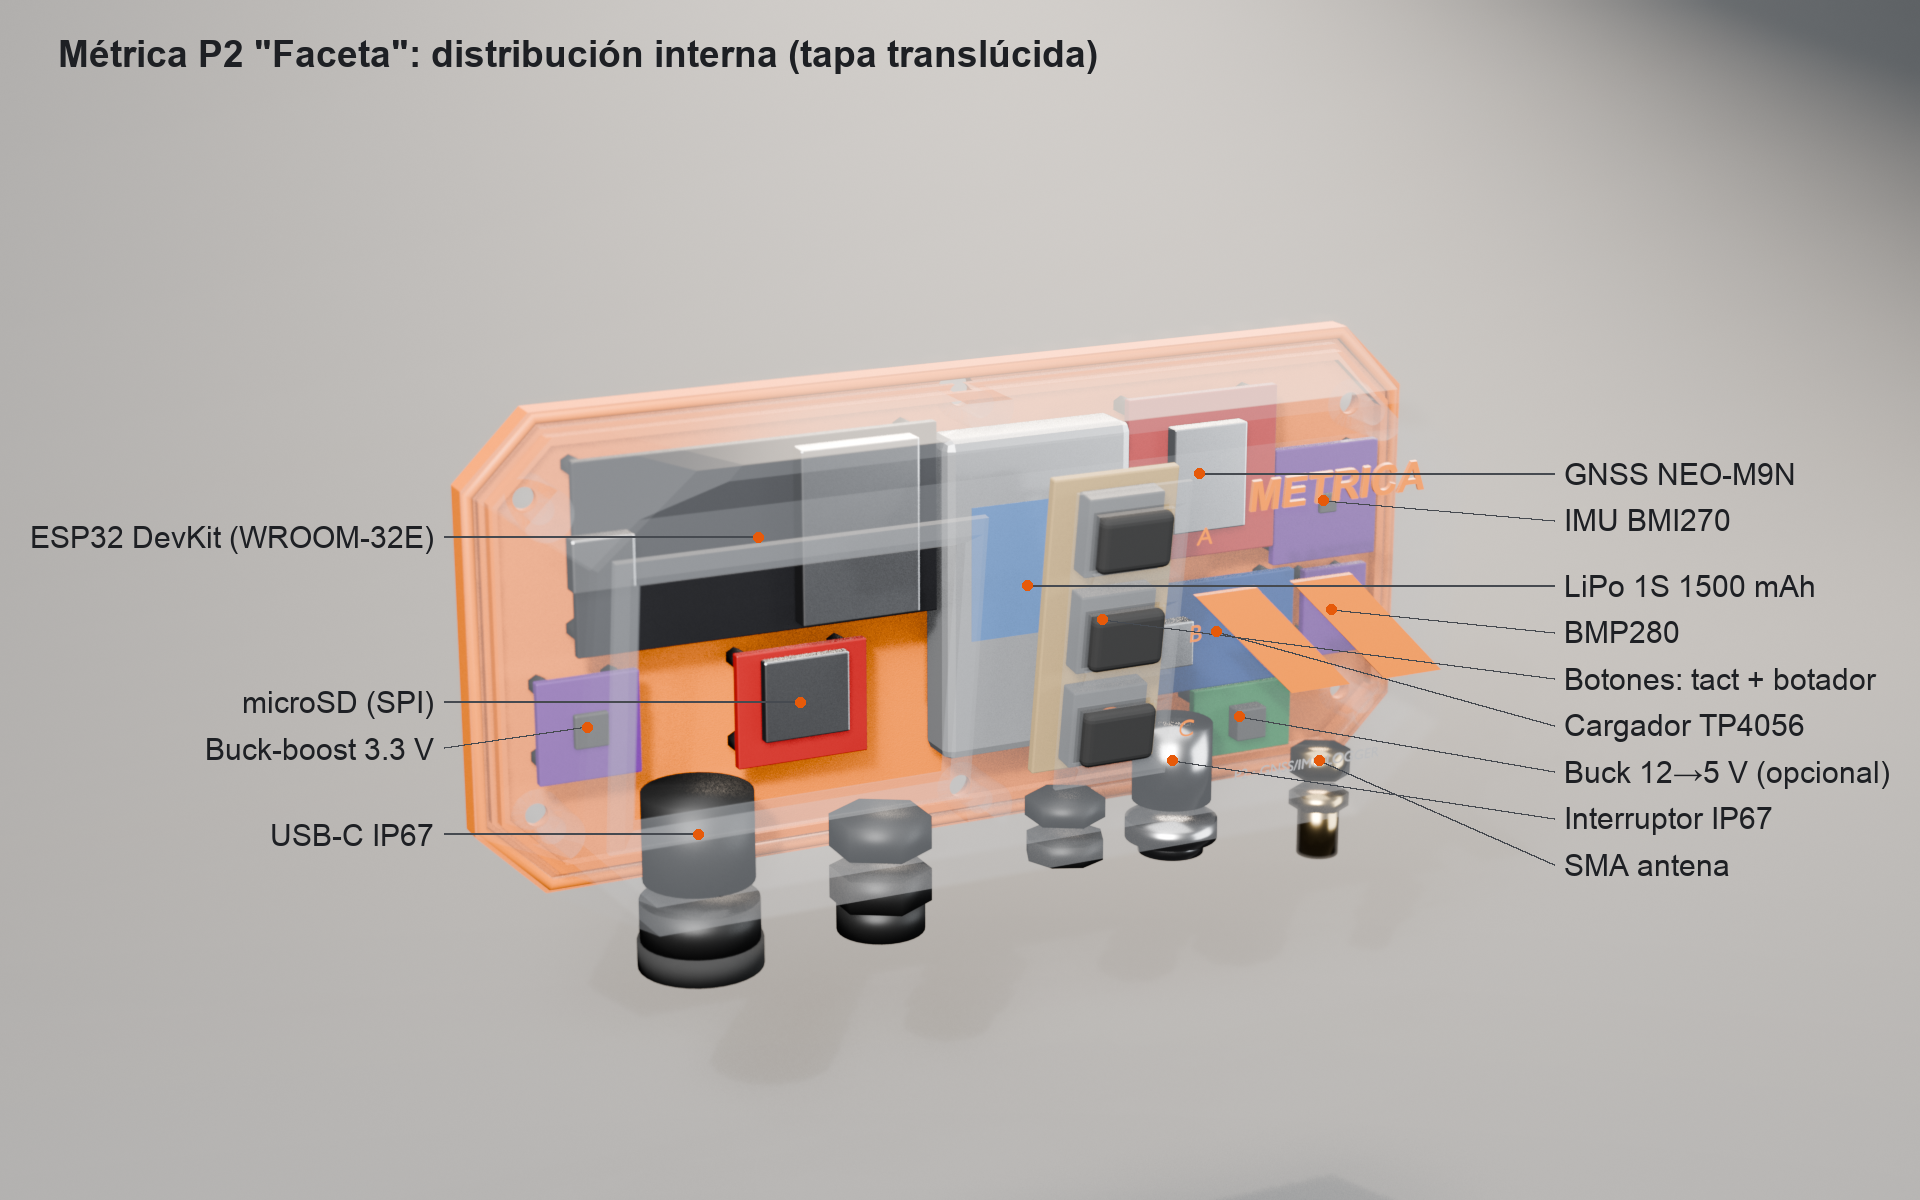 Métrica P2 "Faceta": distribución interna (tapa translúcida)
ESP32 DevKit (WROOM-32E)
microSD (SPI)
Buck-boost 3.3 V
USB-C IP67
METRICA
A
B
C
GNSS NEO-M9N
IMU BMI270
LiPo 1S 1500 mAh
BMP280
Botones: tact + botador
Cargador TP4056
Buck 12→5 V (opcional)
Interruptor IP67
SMA antena